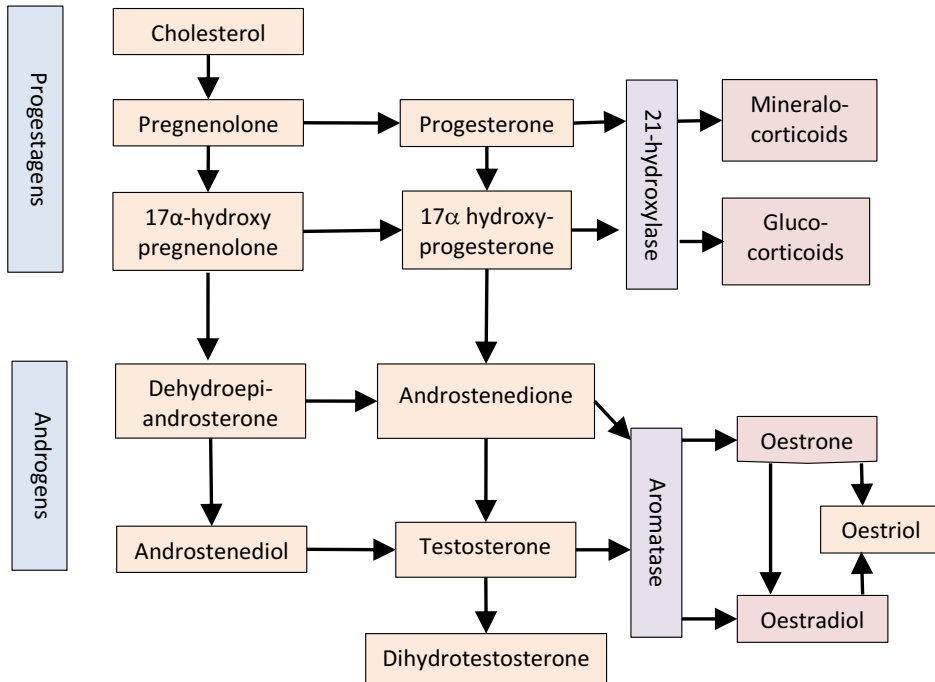 Progestagens
Cholesterol
Pregnenolone
Progesterone
21-hydroxylase
Mineralo-
corticoids
17α-hydroxy
pregnenolone
17α hydroxy-
progesterone
Gluco-
corticoids
Androgens
Dehydroepi-
androsterone
Androstenedione
Aromatase
Oestrone
Oestriol
Androstenediol
Testosterone
Oestradiol
Dihydrotestosterone